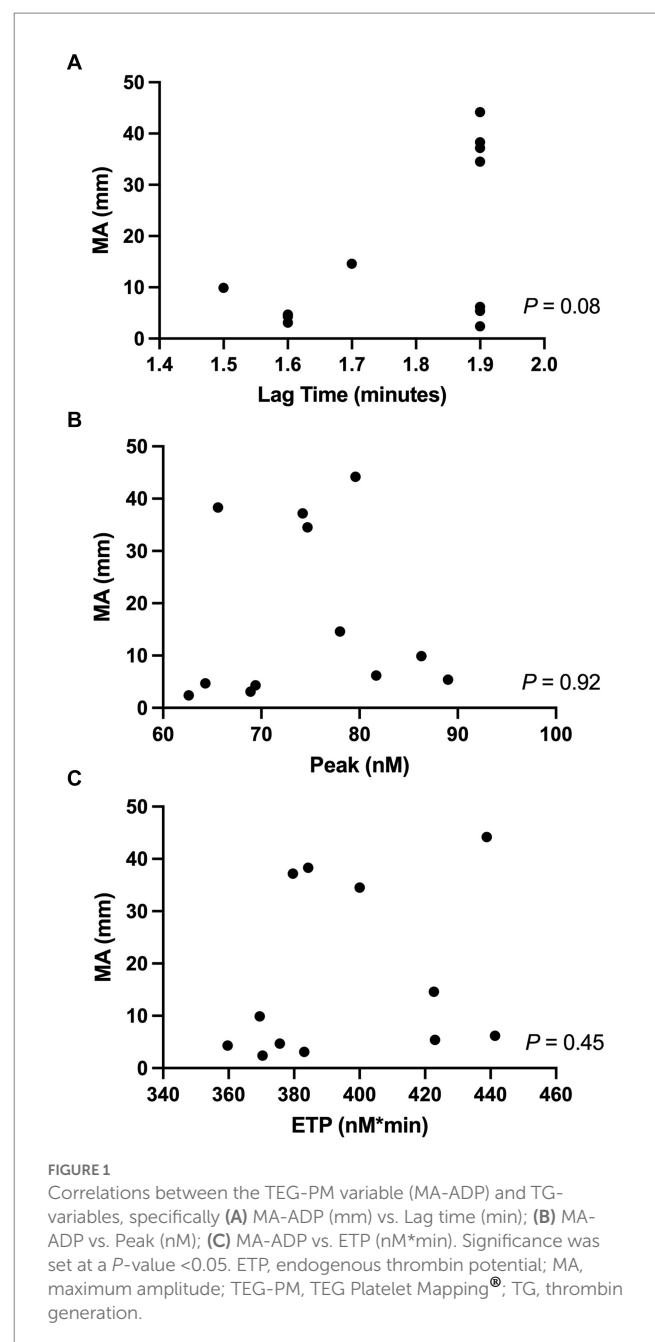 A
50
40
30
20
10
0
MA (mm)
P = 0.08
1.4 1.5 1.6 1.7 1.8 1.9 2.0
Lag Time (minutes)
B
50
40
30
20
10
0
MA (mm)
P = 0.92
60 70 80 90 100
Peak (nM)
C
50
40
30
20
10
0
MA (mm)
P = 0.45
340 360 380 400 420 440 460
ETP (nM*min)
FIGURE 1
Correlations between the TEG-PM variable (MA-ADP) and TG-
variables, specifically (A) MA-ADP (mm) vs. Lag time (min); (B) MA-
ADP vs. Peak (nM); (C) MA-ADP vs. ETP (nM*min). Significance was
set at a P-value <0.05. ETP, endogenous thrombin potential; MA,
maximum amplitude; TEG-PM, TEG Platelet Mapping®; TG, thrombin
generation.